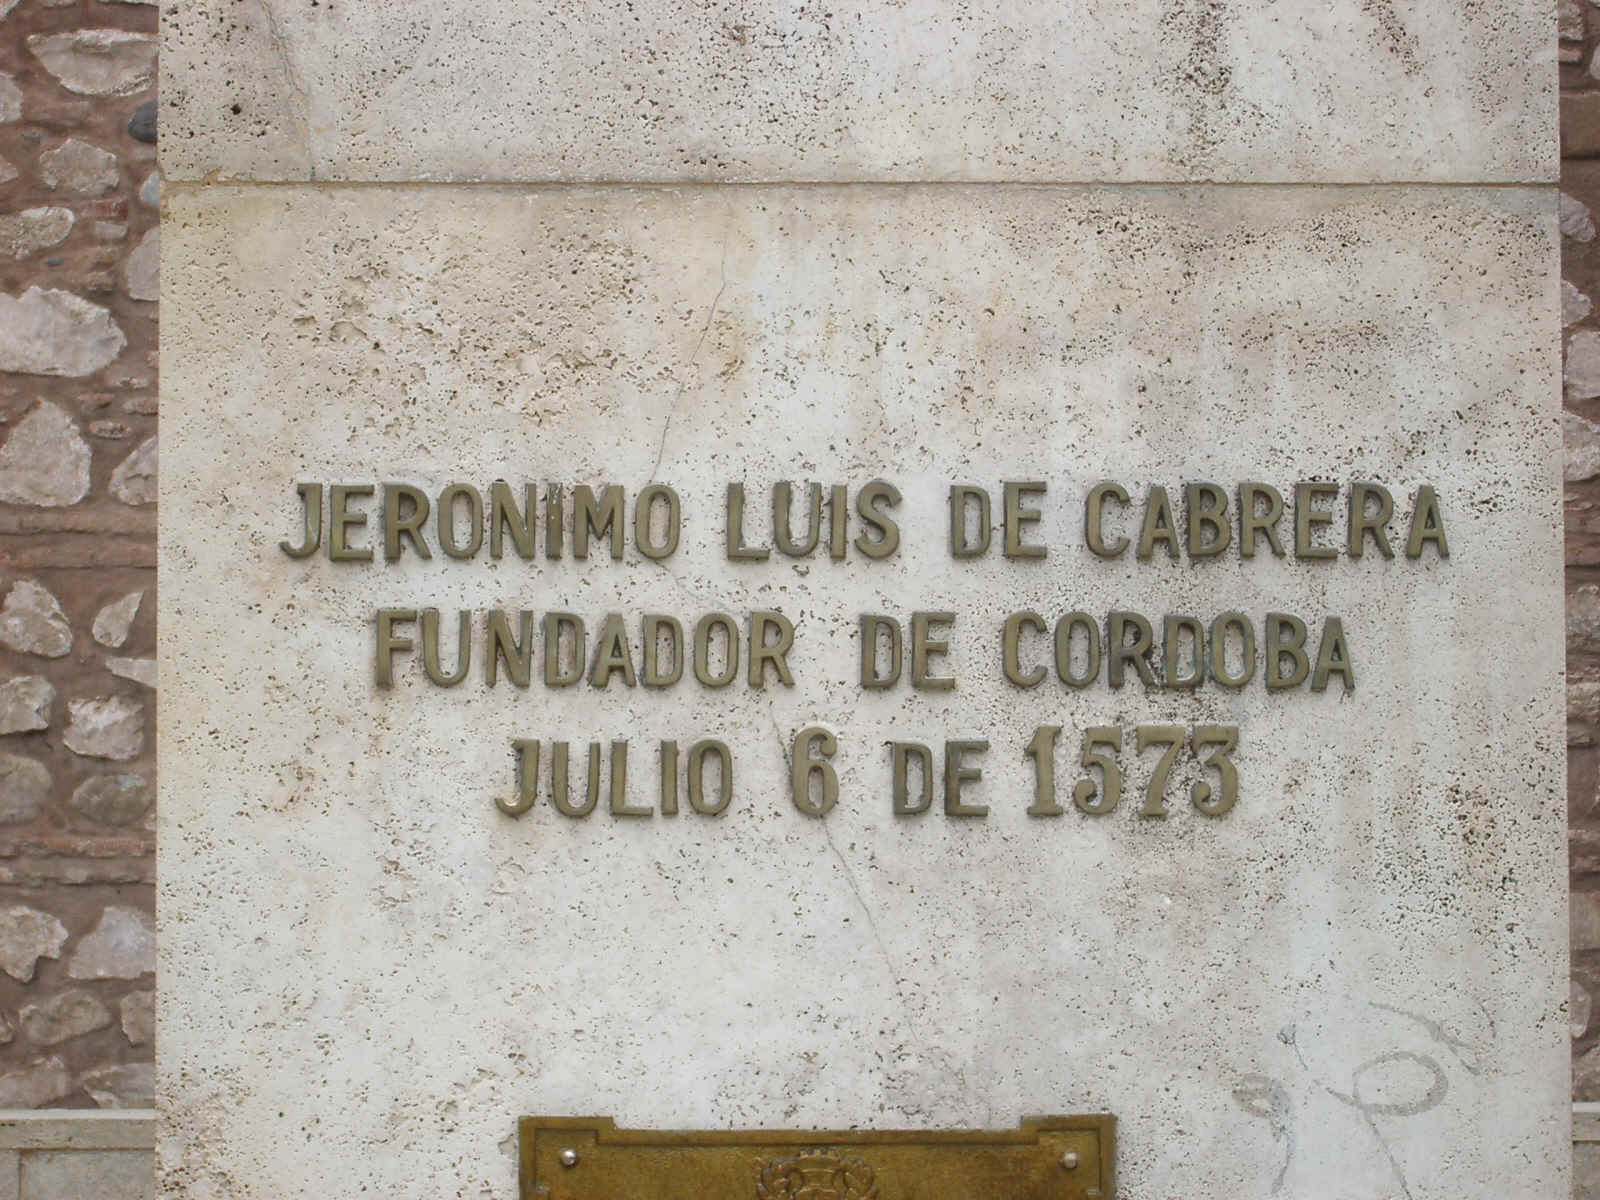 JERONIMO LUIS DE CABRERA
FUNDADOR DE CORDOBA
JULIO 6 DE 1573